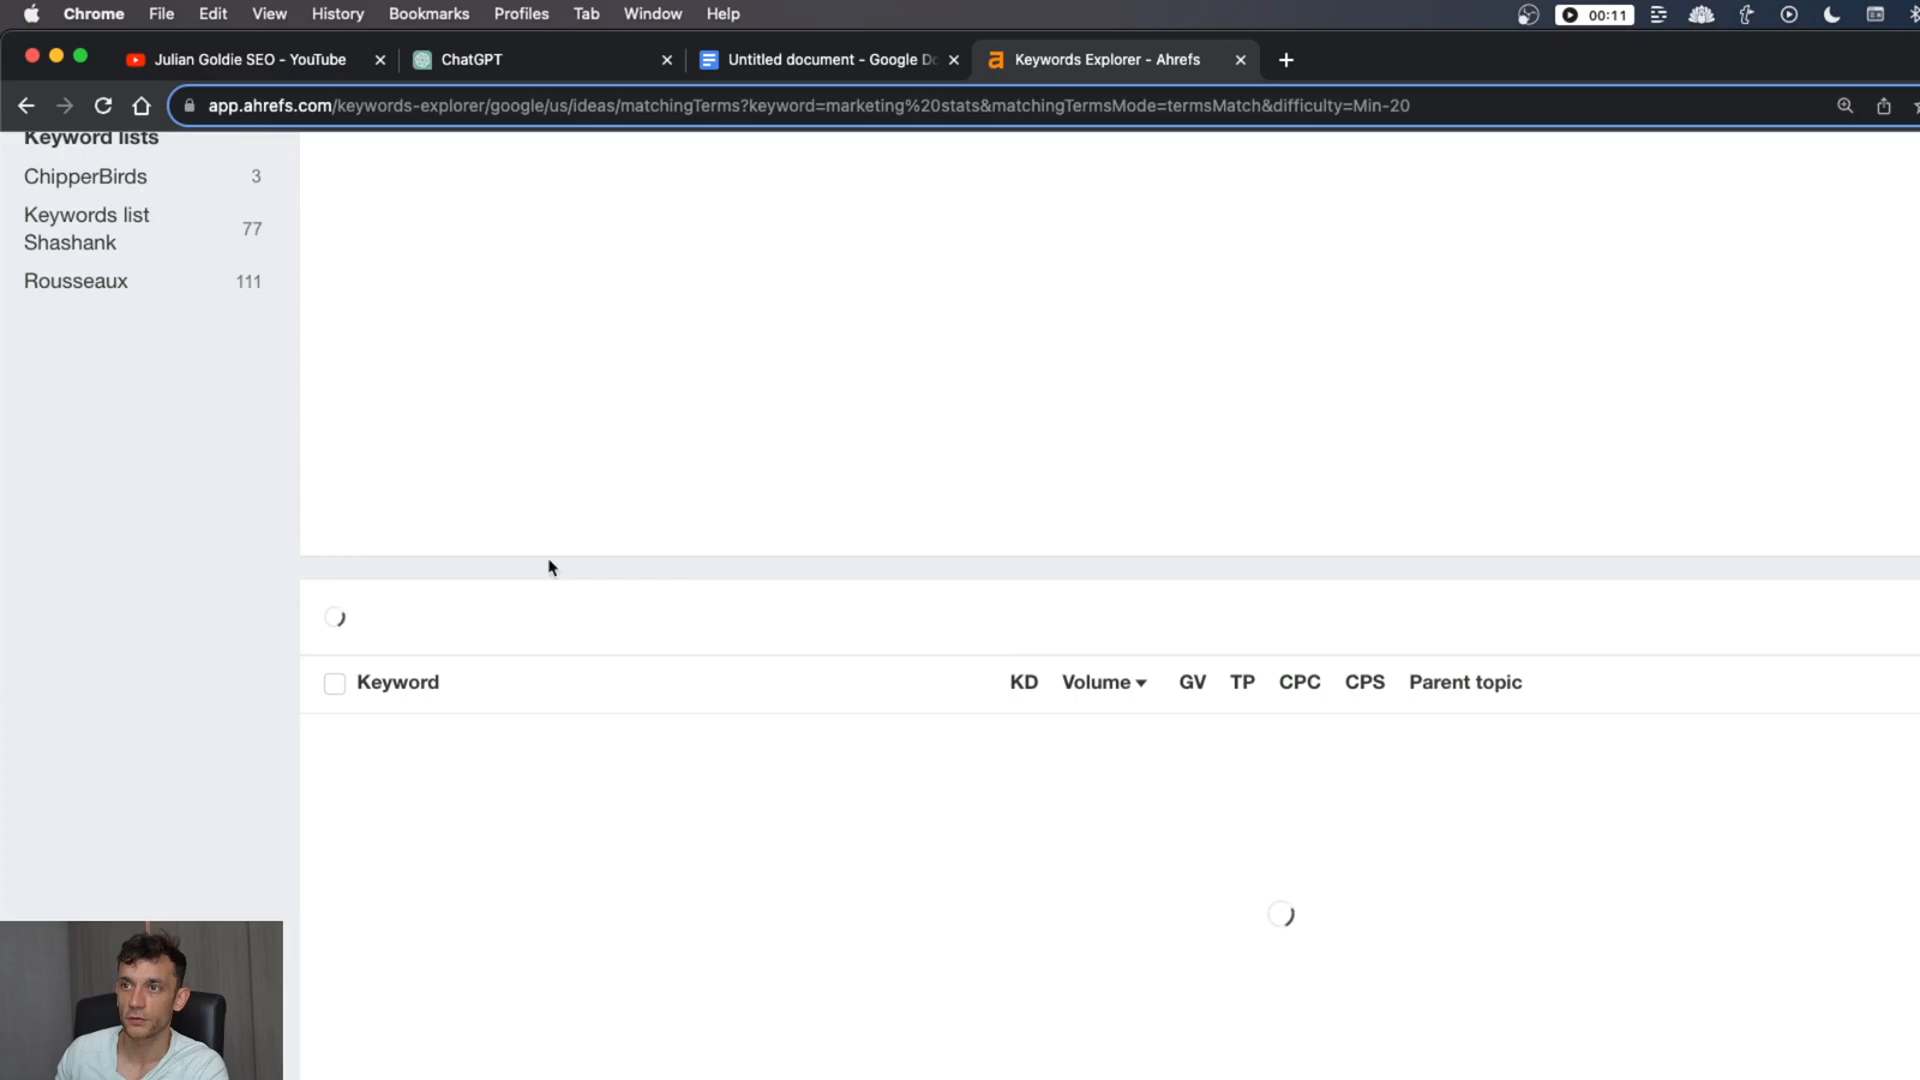 Chrome File Edit View History Bookmarks Profiles Tab Window Help 00:11
Julian Goldie SEO - YouTube ChatGPT Untitled document - Google Do Keywords Explorer - Ahrefs
app.ahrefs.com/keywords-explorer/google/us/ideas/matchingTerms?keyword=marketing%20stats&matchingTermsMode=termsMatch&difficulty=Min-20
Keyword lists
ChipperBirds 3
Keywords list
Shashank 77
Rousseaux 111
Keyword KD Volume GV TP CPC CPS Parent topic